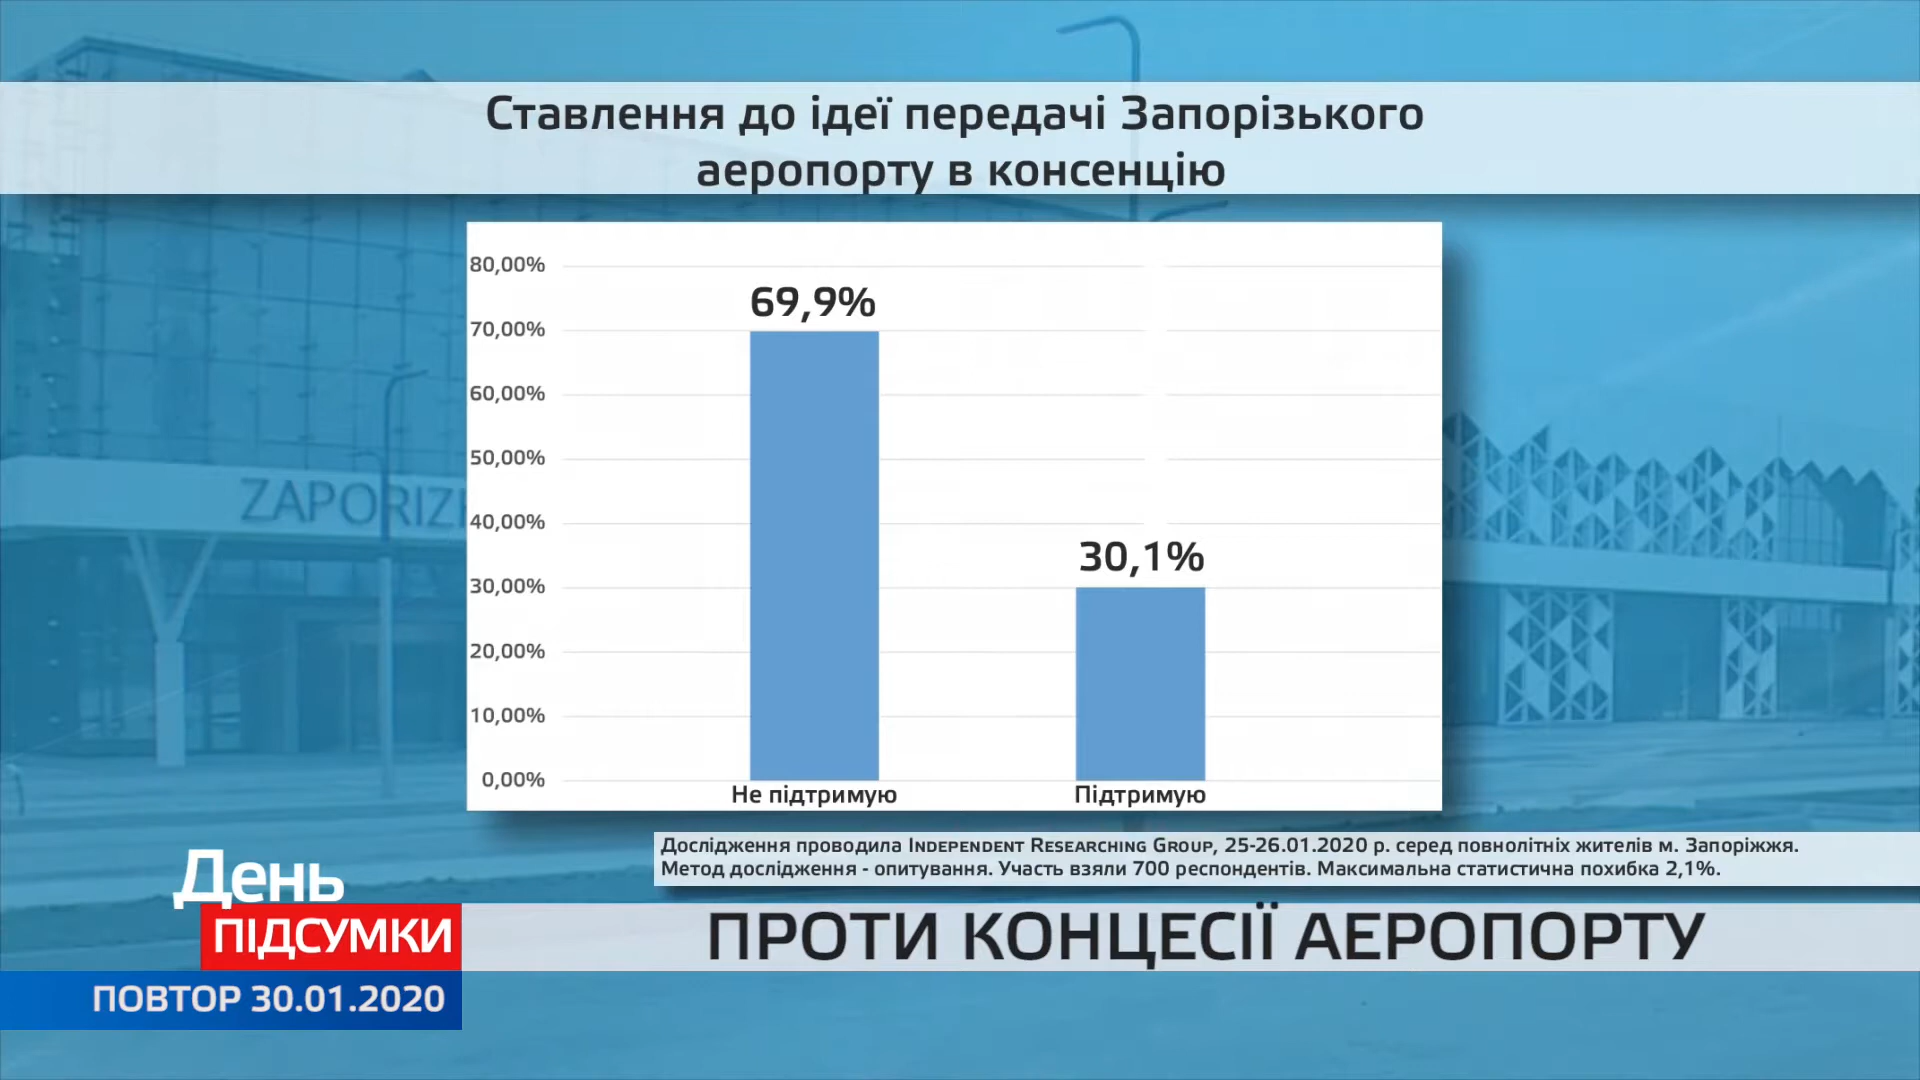 Ставлення до ідеї передачі Запорізького
аеропорту в консенцію
80,00%
70,00%
60,00%
50,00%
40,00%
30,00%
20,00%
10,00%
0,00%
69,9%
30,1%
Не підтримую
Підтримую
ZAPORIZ
Дослідження проводила Independent Researching Group, 25-26.01.2020 р. серед повнолітніх жителів м. Запоріжжя.
Метод дослідження - опитування. Участь взяли 700 респондентів. Максимальна статистична похибка 2,1%.
День
ПІДСУМКИ
ПРОТИ КОНЦЕСІЇ АЕРОПОРТУ
ПОВТОР 30.01.2020